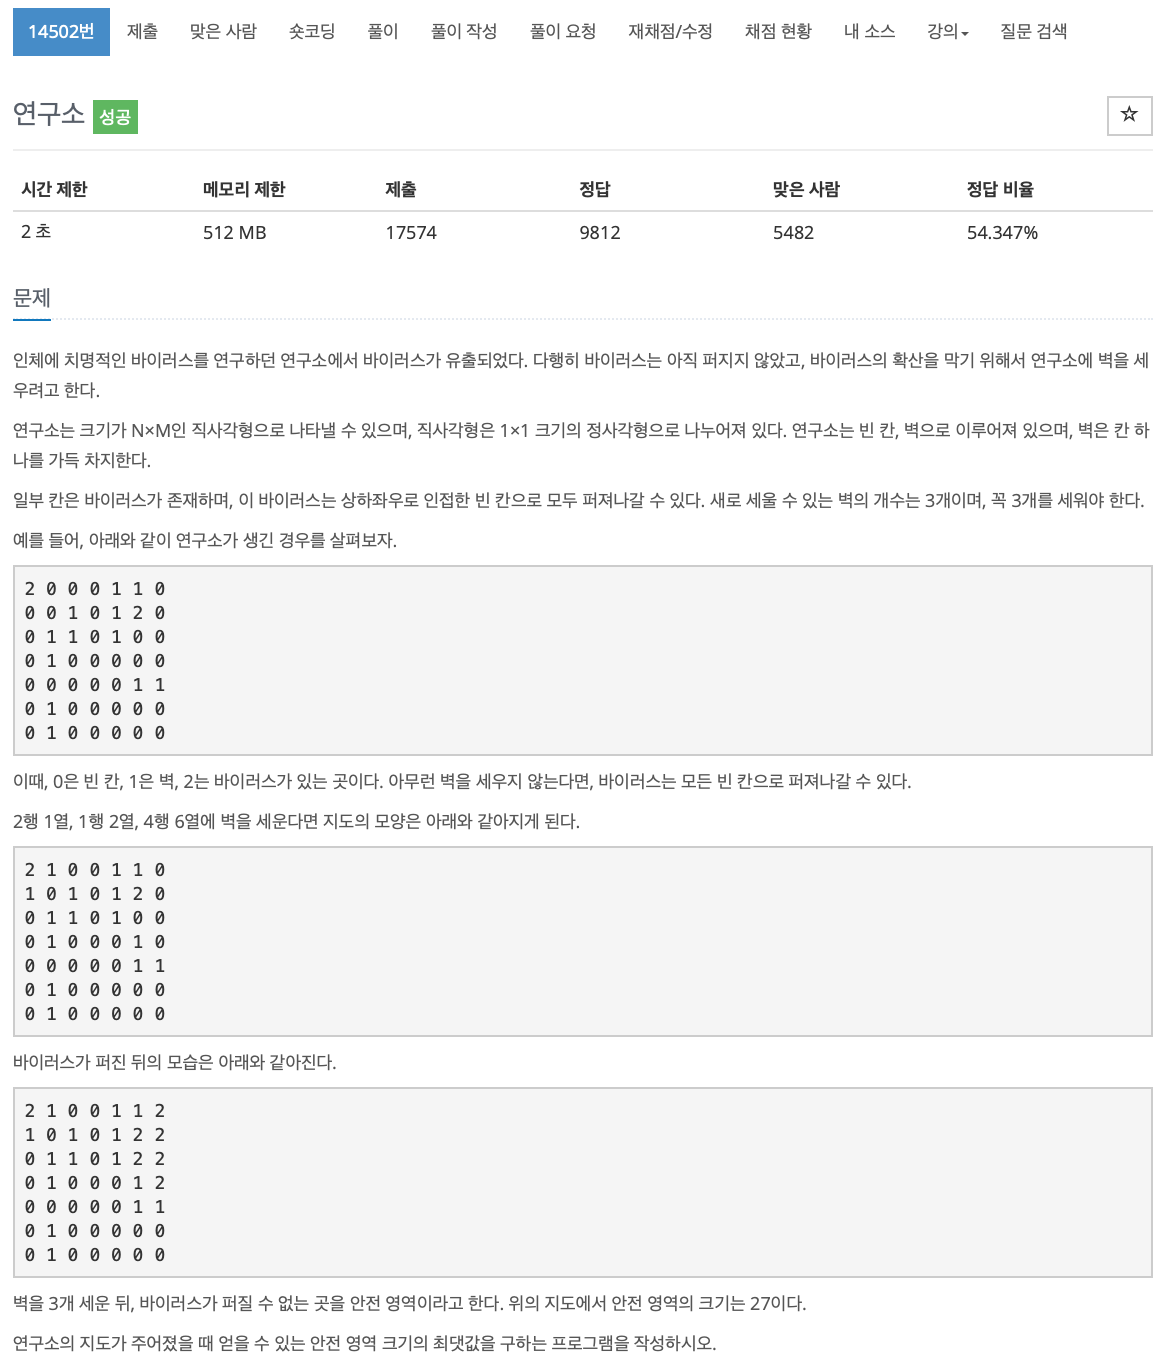 14502번 제출 맞은 사람 숏코딩 풀이 풀이 작성 풀이 요청 재채점/수정 채점 현황 내 소스 강의 질문 검색
연구소 성공
시간 제한 메모리 제한 제출 정답 맞은 사람 정답 비율
2 초 512 MB 17574 9812 5482 54.347%
문제
인체에 치명적인 바이러스를 연구하던 연구소에서 바이러스가 유출되었다. 다행히 바이러스는 아직 퍼지지 않았고, 바이러스의 확산을 막기 위해서 연구소에 벽을 세
우려고 한다.
연구소는 크기가 N×M인 직사각형으로 나타낼 수 있으며, 직사각형은 1×1 크기의 정사각형으로 나누어져 있다. 연구소는 빈 칸, 벽으로 이루어져 있으며, 벽은 칸 하
나를 가득 차지한다.
일부 칸은 바이러스가 존재하며, 이 바이러스는 상하좌우로 인접한 빈 칸으로 모두 퍼져나갈 수 있다. 새로 세울 수 있는 벽의 개수는 3개이며, 꼭 3개를 세워야 한다.
예를 들어, 아래와 같이 연구소가 생긴 경우를 살펴보자.
2 0 0 0 1 1 0
0 0 1 0 1 2 0
0 1 1 0 1 0 0
0 1 0 0 0 0 0
0 0 0 0 0 1 1
0 1 0 0 0 0 0
0 1 0 0 0 0 0
이때, 0은 빈 칸, 1은 벽, 2는 바이러스가 있는 곳이다. 아무런 벽을 세우지 않는다면, 바이러스는 모든 빈 칸으로 퍼져나갈 수 있다.
2행 1열, 1행 2열, 4행 6열에 벽을 세운다면 지도의 모양은 아래와 같아지게 된다.
2 1 0 0 1 1 0
1 0 1 0 1 2 0
0 1 1 0 1 0 0
0 1 0 0 0 1 0
0 0 0 0 0 1 1
0 1 0 0 0 0 0
0 1 0 0 0 0 0
바이러스가 퍼진 뒤의 모습은 아래와 같아진다.
2 1 0 0 1 1 2
1 0 1 0 1 2 2
0 1 1 0 1 2 2
0 1 0 0 0 1 2
0 0 0 0 0 1 1
0 1 0 0 0 0 0
0 1 0 0 0 0 0
벽을 3개 세운 뒤, 바이러스가 퍼질 수 없는 곳을 안전 영역이라고 한다. 위의 지도에서 안전 영역의 크기는 27이다.
연구소의 지도가 주어졌을 때 얻을 수 있는 안전 영역 크기의 최댓값을 구하는 프로그램을 작성하시오.